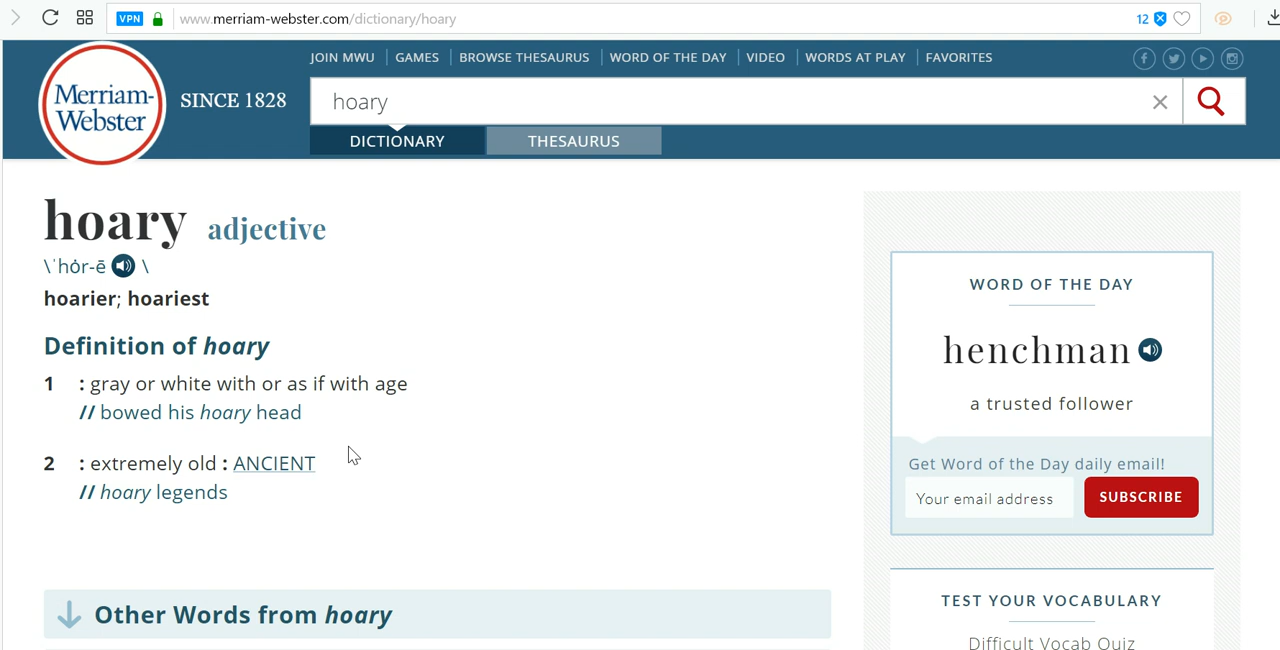 VPN www.merriam-webster.com/dictionary/hoary 12
JOIN MWU GAMES BROWSE THESAURUS WORD OF THE DAY VIDEO WORDS AT PLAY FAVORITES
Merriam-
Webster
SINCE 1828
hoary
DICTIONARY THESAURUS
hoary adjective
\ ˈhȯr-ē \
hoarier; hoariest
Definition of hoary
1 : gray or white with or as if with age
// bowed his hoary head
2 : extremely old : ANCIENT
// hoary legends
Other Words from hoary
WORD OF THE DAY
henchman
a trusted follower
Get Word of the Day daily email!
Your email address SUBSCRIBE
TEST YOUR VOCABULARY
Difficult Vocab Quiz